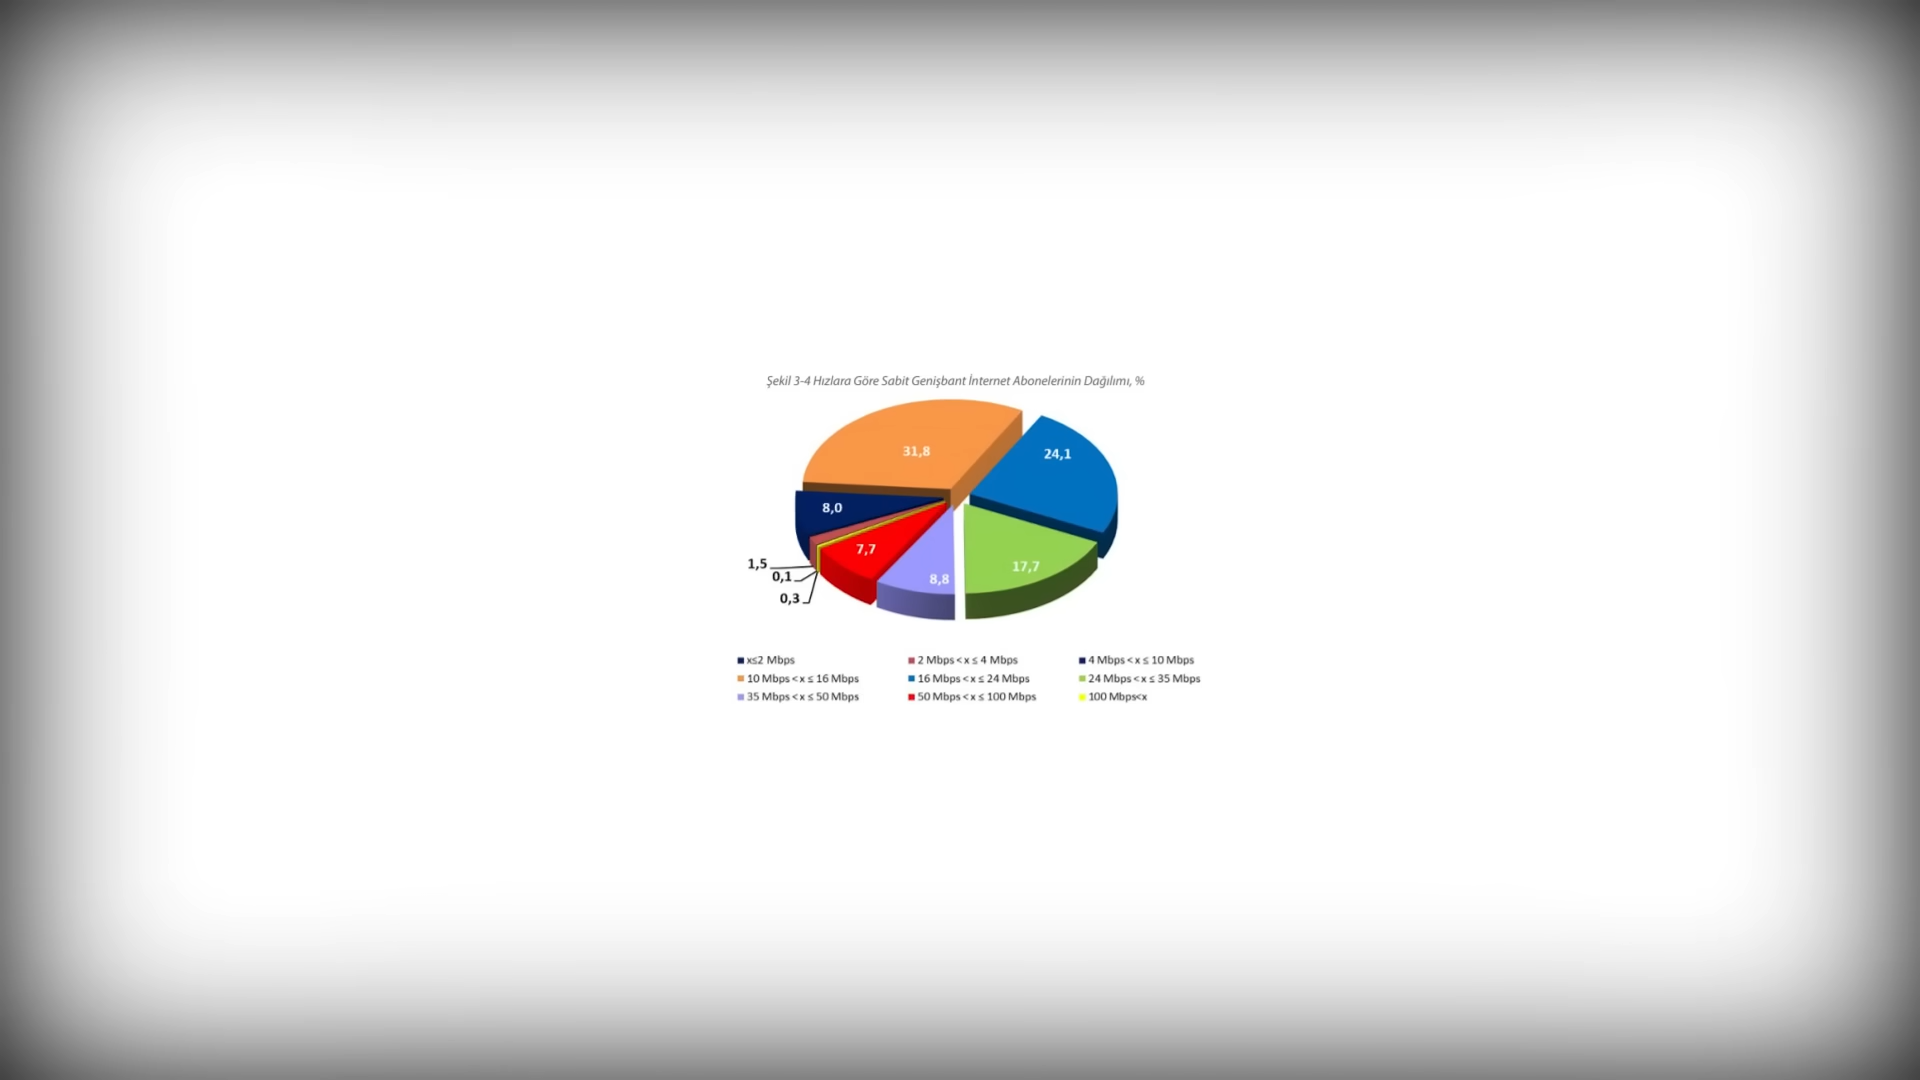 Şekil 3-4 Hızlara Göre Sabit Genişbant İnternet Abonelerinin Dağılımı, %
31,8
24,1
8,0
7,7
1,5
0,1
0,3
8,8
17,7
x≤2 Mbps
2 Mbps < x ≤ 4 Mbps
4 Mbps < x ≤ 10 Mbps
10 Mbps < x ≤ 16 Mbps
16 Mbps < x ≤ 24 Mbps
24 Mbps < x ≤ 35 Mbps
35 Mbps < x ≤ 50 Mbps
50 Mbps < x ≤ 100 Mbps
100 Mbps<x